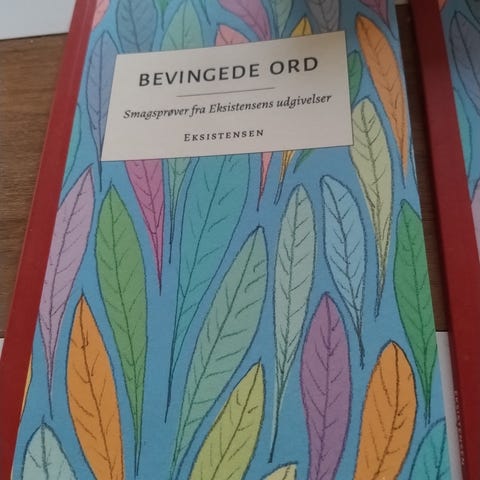 BEVINGEDE ORD
Smagsprøver fra Eksistensens udgivelser
EKSISTENSEN